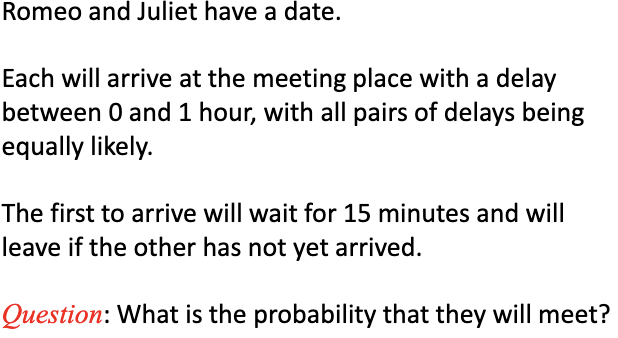 Romeo and Juliet have a date.
Each will arrive at the meeting place with a delay
between 0 and 1 hour, with all pairs of delays being
equally likely.
The first to arrive will wait for 15 minutes and will
leave if the other has not yet arrived.
Question: What is the probability that they will meet?